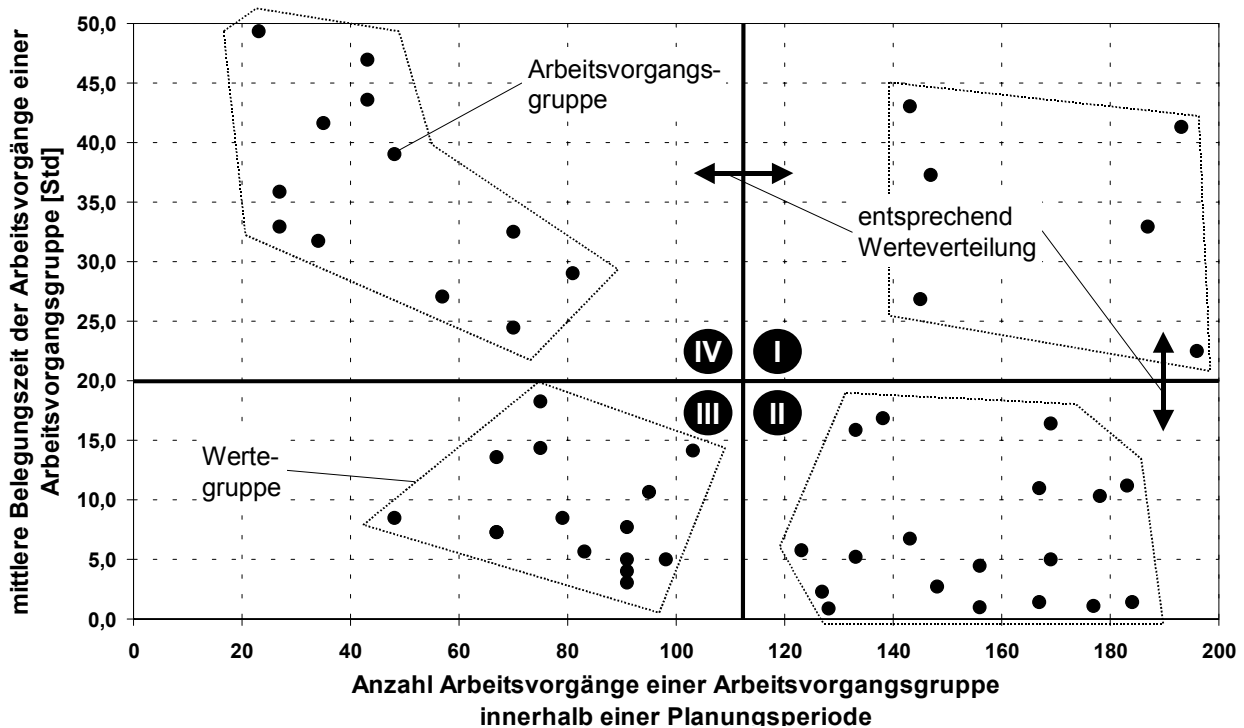 mittlere Belegungszeit der Arbeitsvorgänge einer
Arbeitsvorgangsgruppe [Std]
50,0
45,0
40,0
35,0
30,0
25,0
20,0
15,0
10,0
5,0
0,0
Arbeitsvorgangs-
gruppe
entsprechend
Werteverteilung
IV I
III II
Werte-
gruppe
0 20 40 60 80 100 120 140 160 180 200
Anzahl Arbeitsvorgänge einer Arbeitsvorgangsgruppe
innerhalb einer Planungsperiode